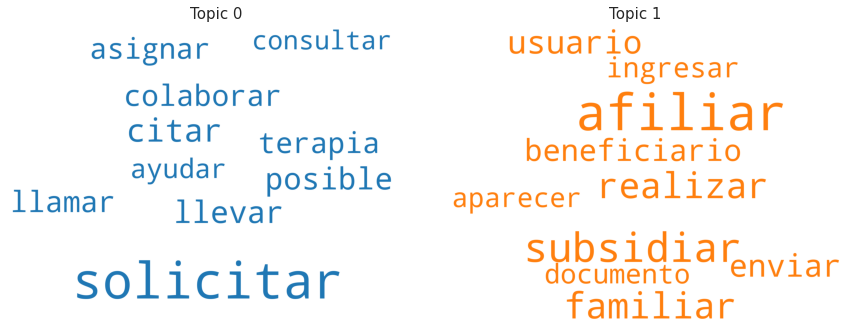 Topic 0
asignar
consultar
colaborar
citar
terapia
ayudar
posible
llamar
llevar
solicitar
Topic 1
usuario
ingresar
afiliar
beneficiario
realizar
aparecer
subsidiar
enviar
documento
familiar